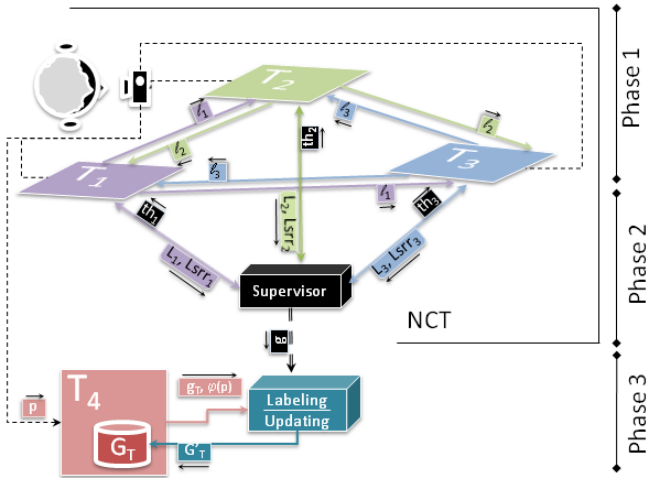 Phase 1
T2
ℓ1
ℓ3
ℓ2
ℓ2
th2
T1
ℓ3
T3
ℓ1
th1
th3
L2, Lsrr2
L1, Lsrr1
L3, Lsrr3
Phase 2
Supervisor
NCT
Phase 3
p
T4
gT, φ(p)
Labeling
Updating
GT
G'T